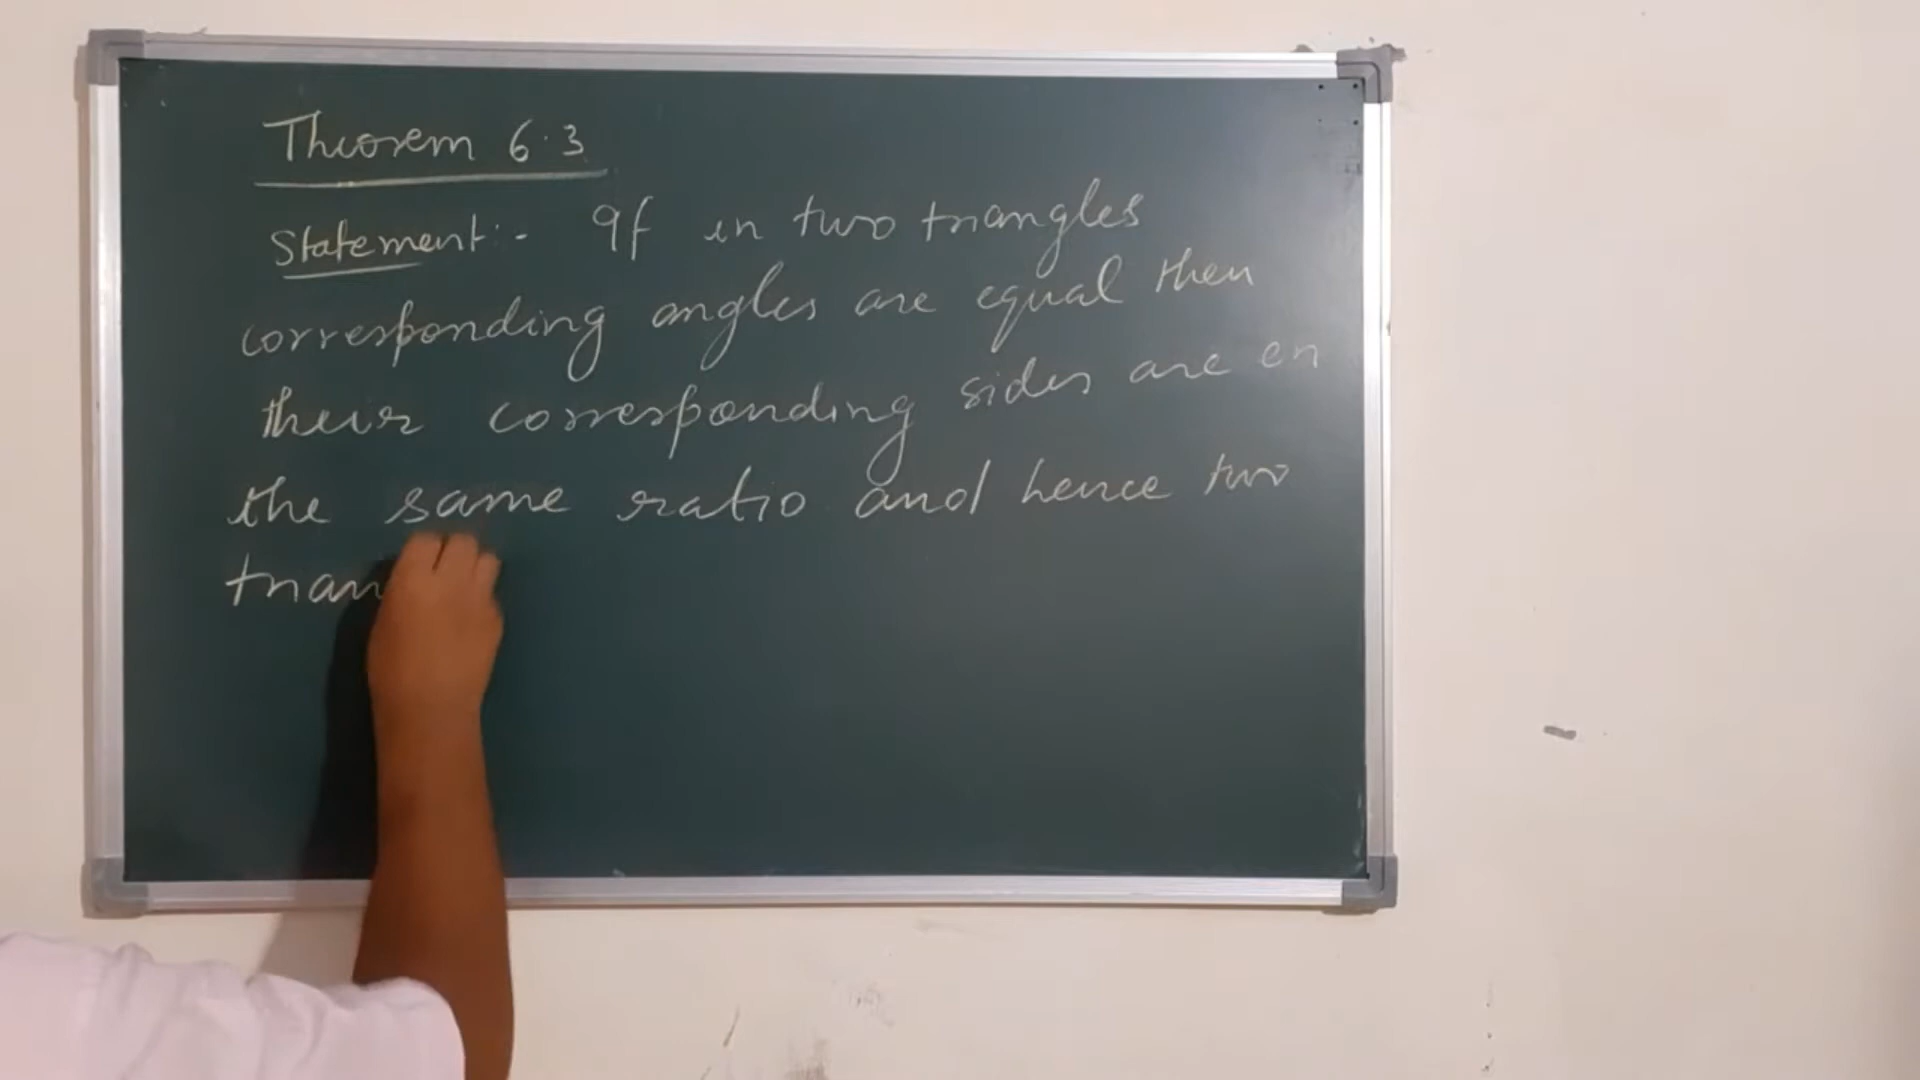 Theorem 6.3
Statement:- If in two triangles
corresponding angles are equal then
their corresponding sides are in
the same ratio and hence two
trian